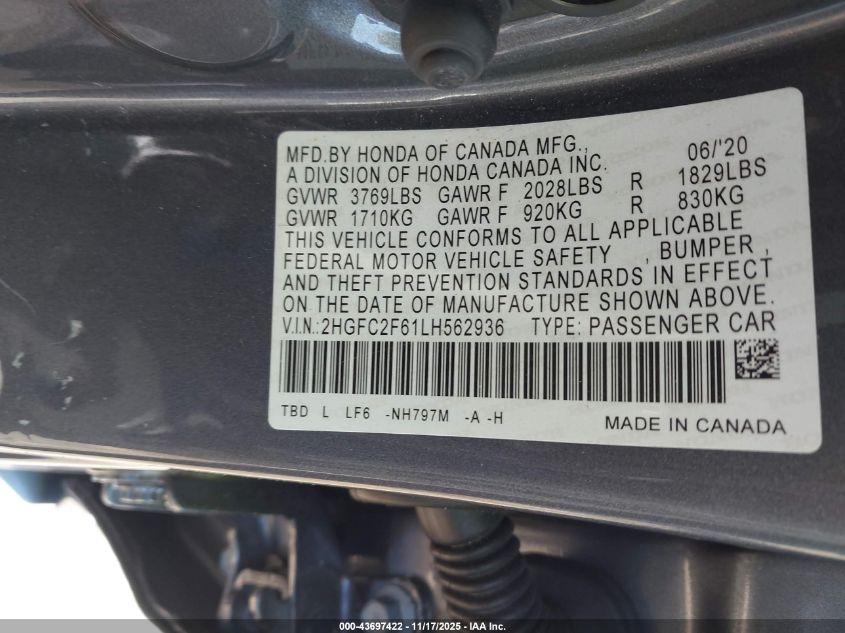 MFD.BY HONDA OF CANADA MFG., 06/'20
A DIVISION OF HONDA CANADA INC.
GVWR 3769LBS GAWR F 2028LBS R 1829LBS
GVWR 1710KG GAWR F 920KG R 830KG
THIS VEHICLE CONFORMS TO ALL APPLICABLE
FEDERAL MOTOR VEHICLE SAFETY , BUMPER ,
AND THEFT PREVENTION STANDARDS IN EFFECT
ON THE DATE OF MANUFACTURE SHOWN ABOVE.
V.I.N.:2HGFC2F61LH562936 TYPE: PASSENGER CAR
TBD L LF6 -NH797M -A -H MADE IN CANADA
000-43697422 - 11/17/2025 - IAA Inc.